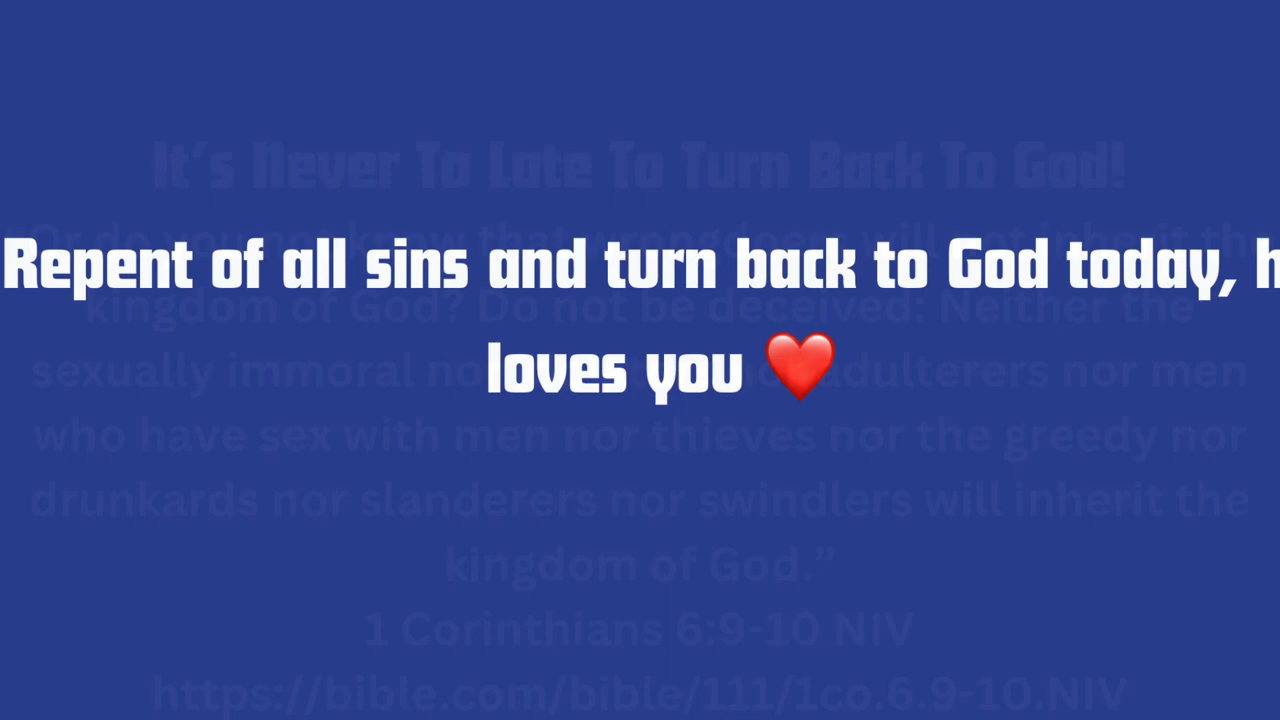 It's Never To Late To Turn Back To God!
Repent of all sins and turn back to God today, h
kingdom of God? Do not be deceived: Neither the
loves you ❤️
sexually immoral adulterers nor men
who have sex with men nor thieves nor the greedy nor
drunkards nor slanderers nor swindlers will inherit the
kingdom of God.”
1 Corinthians 6:9-10 NIV
https://bible.com/bible/111/1co.6.9-10.NIV